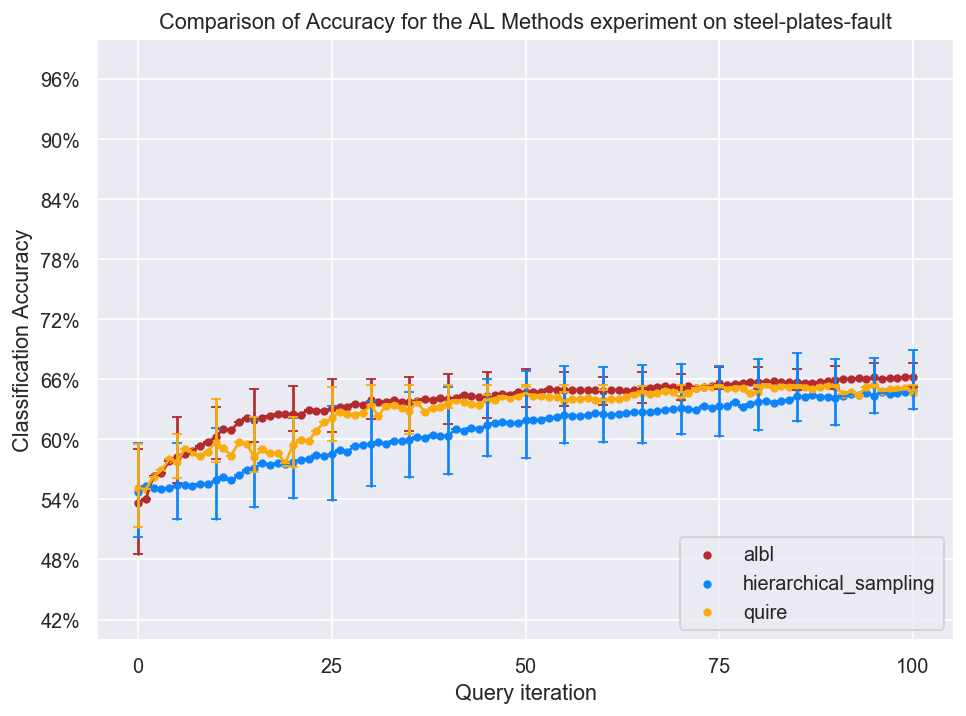 Comparison of Accuracy for the AL Methods experiment on steel-plates-fault
96%
90%
84%
78%
72%
66%
60%
54%
48%
42%
Classification Accuracy
albl
hierarchical_sampling
quire
0 25 50 75 100
Query iteration